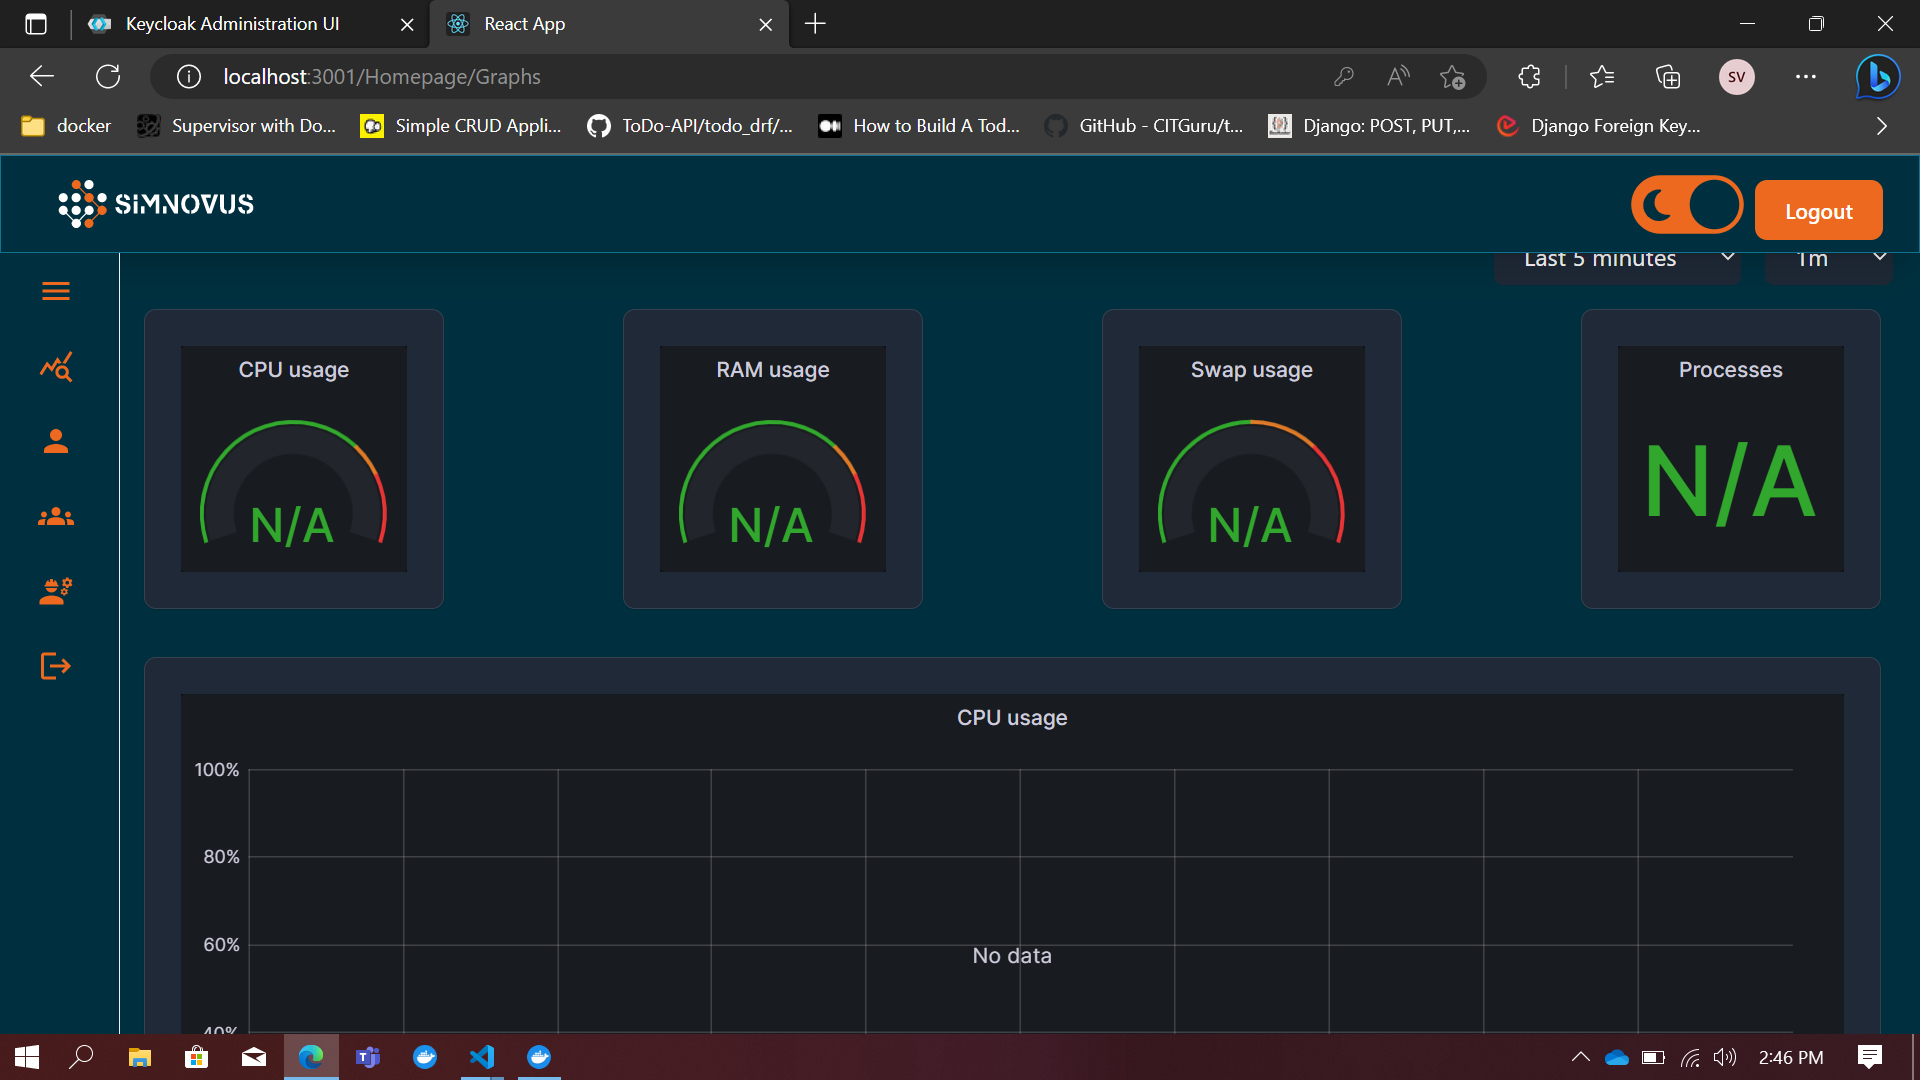 Keycloak Administration UI
React App
localhost:3001/Homepage/Graphs
SV
docker
Supervisor with Do...
Simple CRUD Appli...
ToDo-API/todo_drf/...
How to Build A Tod...
GitHub - CITGuru/t...
Django: POST, PUT,...
Django Foreign Key...
SiMNOVUS
Logout
Last 5 minutes
1m
CPU usage
N/A
RAM usage
N/A
Swap usage
N/A
Processes
N/A
CPU usage
100%
80%
60%
No data
40%
2:46 PM